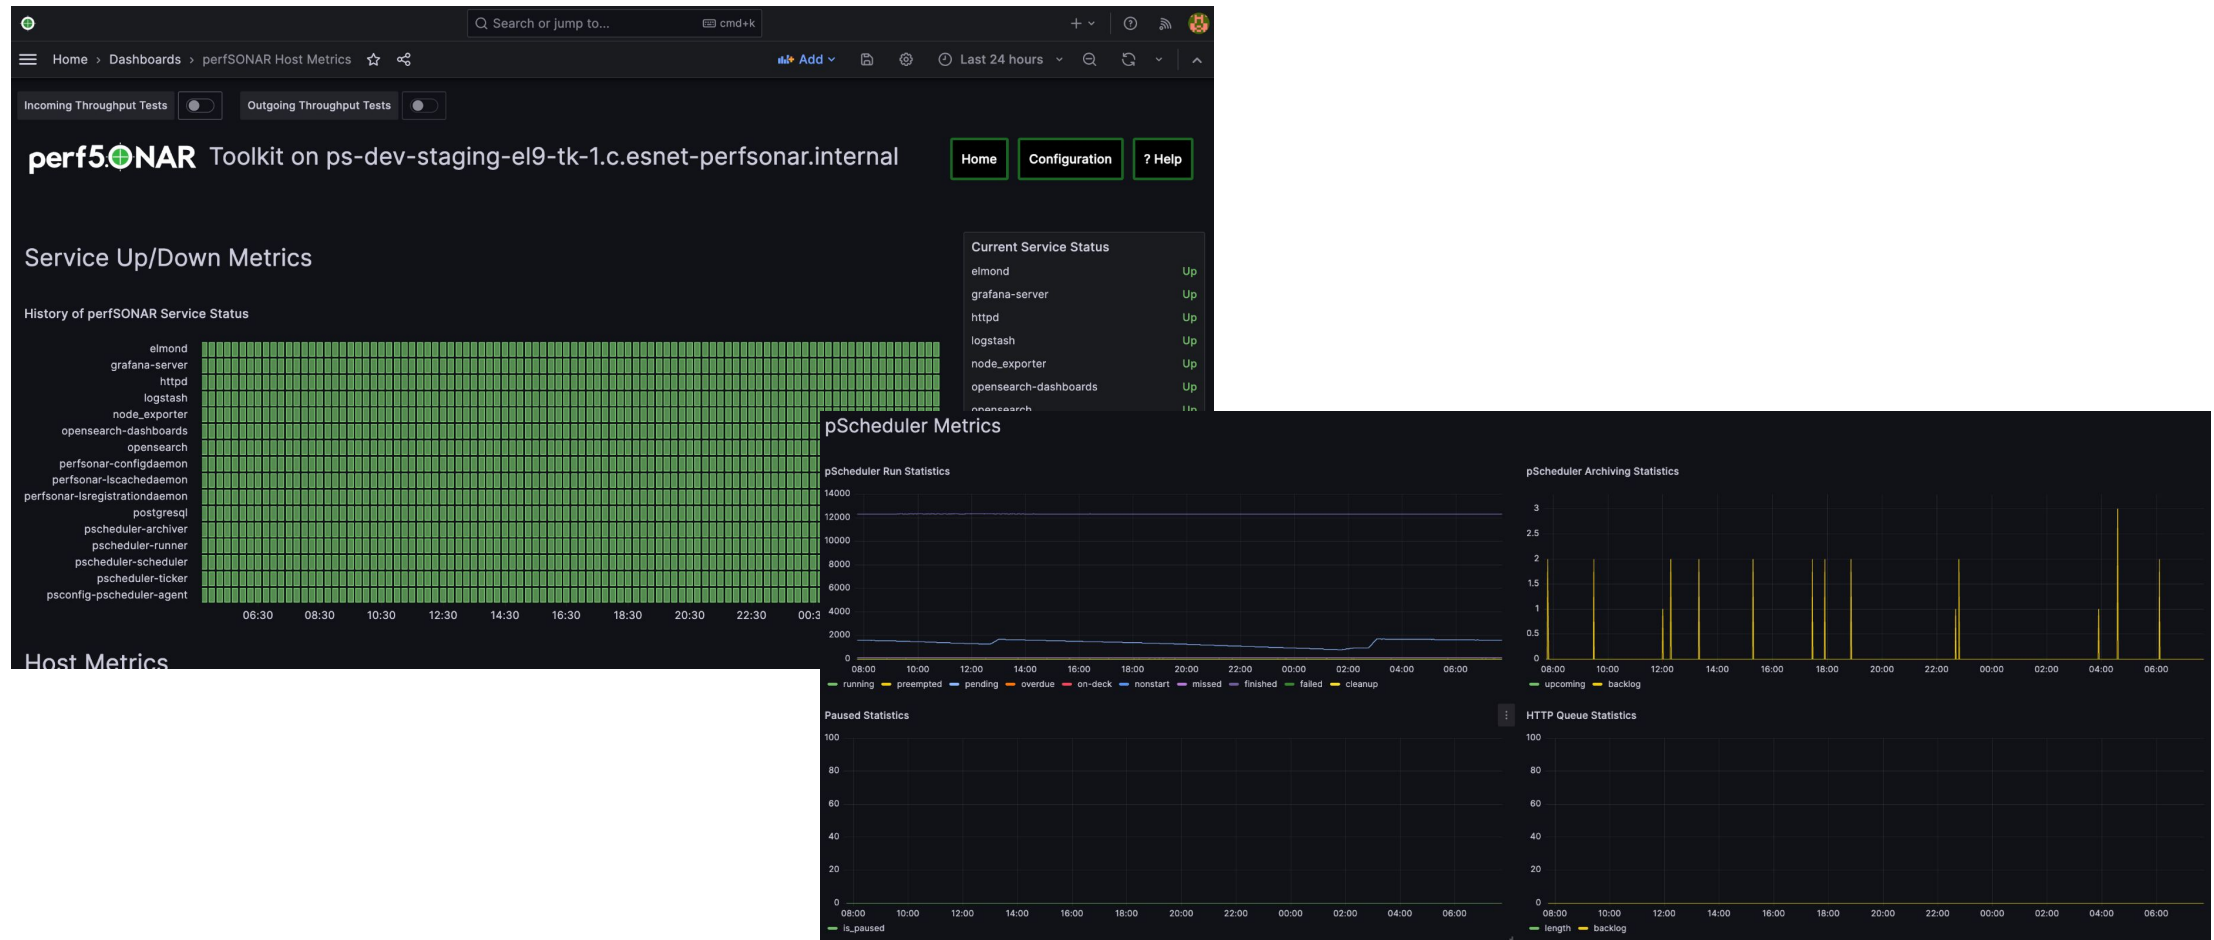 Search or jump to... cmd+k
Home › Dashboards › perfSONAR Host Metrics Add Last 24 hours
Incoming Throughput Tests Outgoing Throughput Tests
perfSONAR Toolkit on ps-dev-staging-el9-tk-1.c.esnet-perfsonar.internal Home Configuration ? Help
Service Up/Down Metrics
History of perfSONAR Service Status
elmond
grafana-server
httpd
logstash
node_exporter
opensearch-dashboards
opensearch
perfsonar-configdaemon
perfsonar-lscachedaemon
perfsonar-lsregistrationdaemon
postgresql
pscheduler-archiver
pscheduler-runner
pscheduler-scheduler
pscheduler-ticker
psconfig-pscheduler-agent
06:30 08:30 10:30 12:30 14:30 16:30 18:30 20:30 22:30 00:3
Host Metrics
Current Service Status
elmond Up
grafana-server Up
httpd Up
logstash Up
node_exporter Up
opensearch-dashboards Up
opensearch Up
pScheduler Metrics
pScheduler Run Statistics
14000
12000
10000
8000
6000
4000
2000
0
08:00 10:00 12:00 14:00 16:00 18:00 20:00 22:00 00:00 02:00 04:00 06:00
running preempted pending overdue on-deck nonstart missed finished failed cleanup
pScheduler Archiving Statistics
3
2.5
2
1.5
1
0.5
0
08:00 10:00 12:00 14:00 16:00 18:00 20:00 22:00 00:00 02:00 04:00 06:00
upcoming backlog
Paused Statistics
100
80
60
40
20
0
08:00 10:00 12:00 14:00 16:00 18:00 20:00 22:00 00:00 02:00 04:00 06:00
is_paused
HTTP Queue Statistics
100
80
60
40
20
0
08:00 10:00 12:00 14:00 16:00 18:00 20:00 22:00 00:00 02:00 04:00 06:00
length backlog